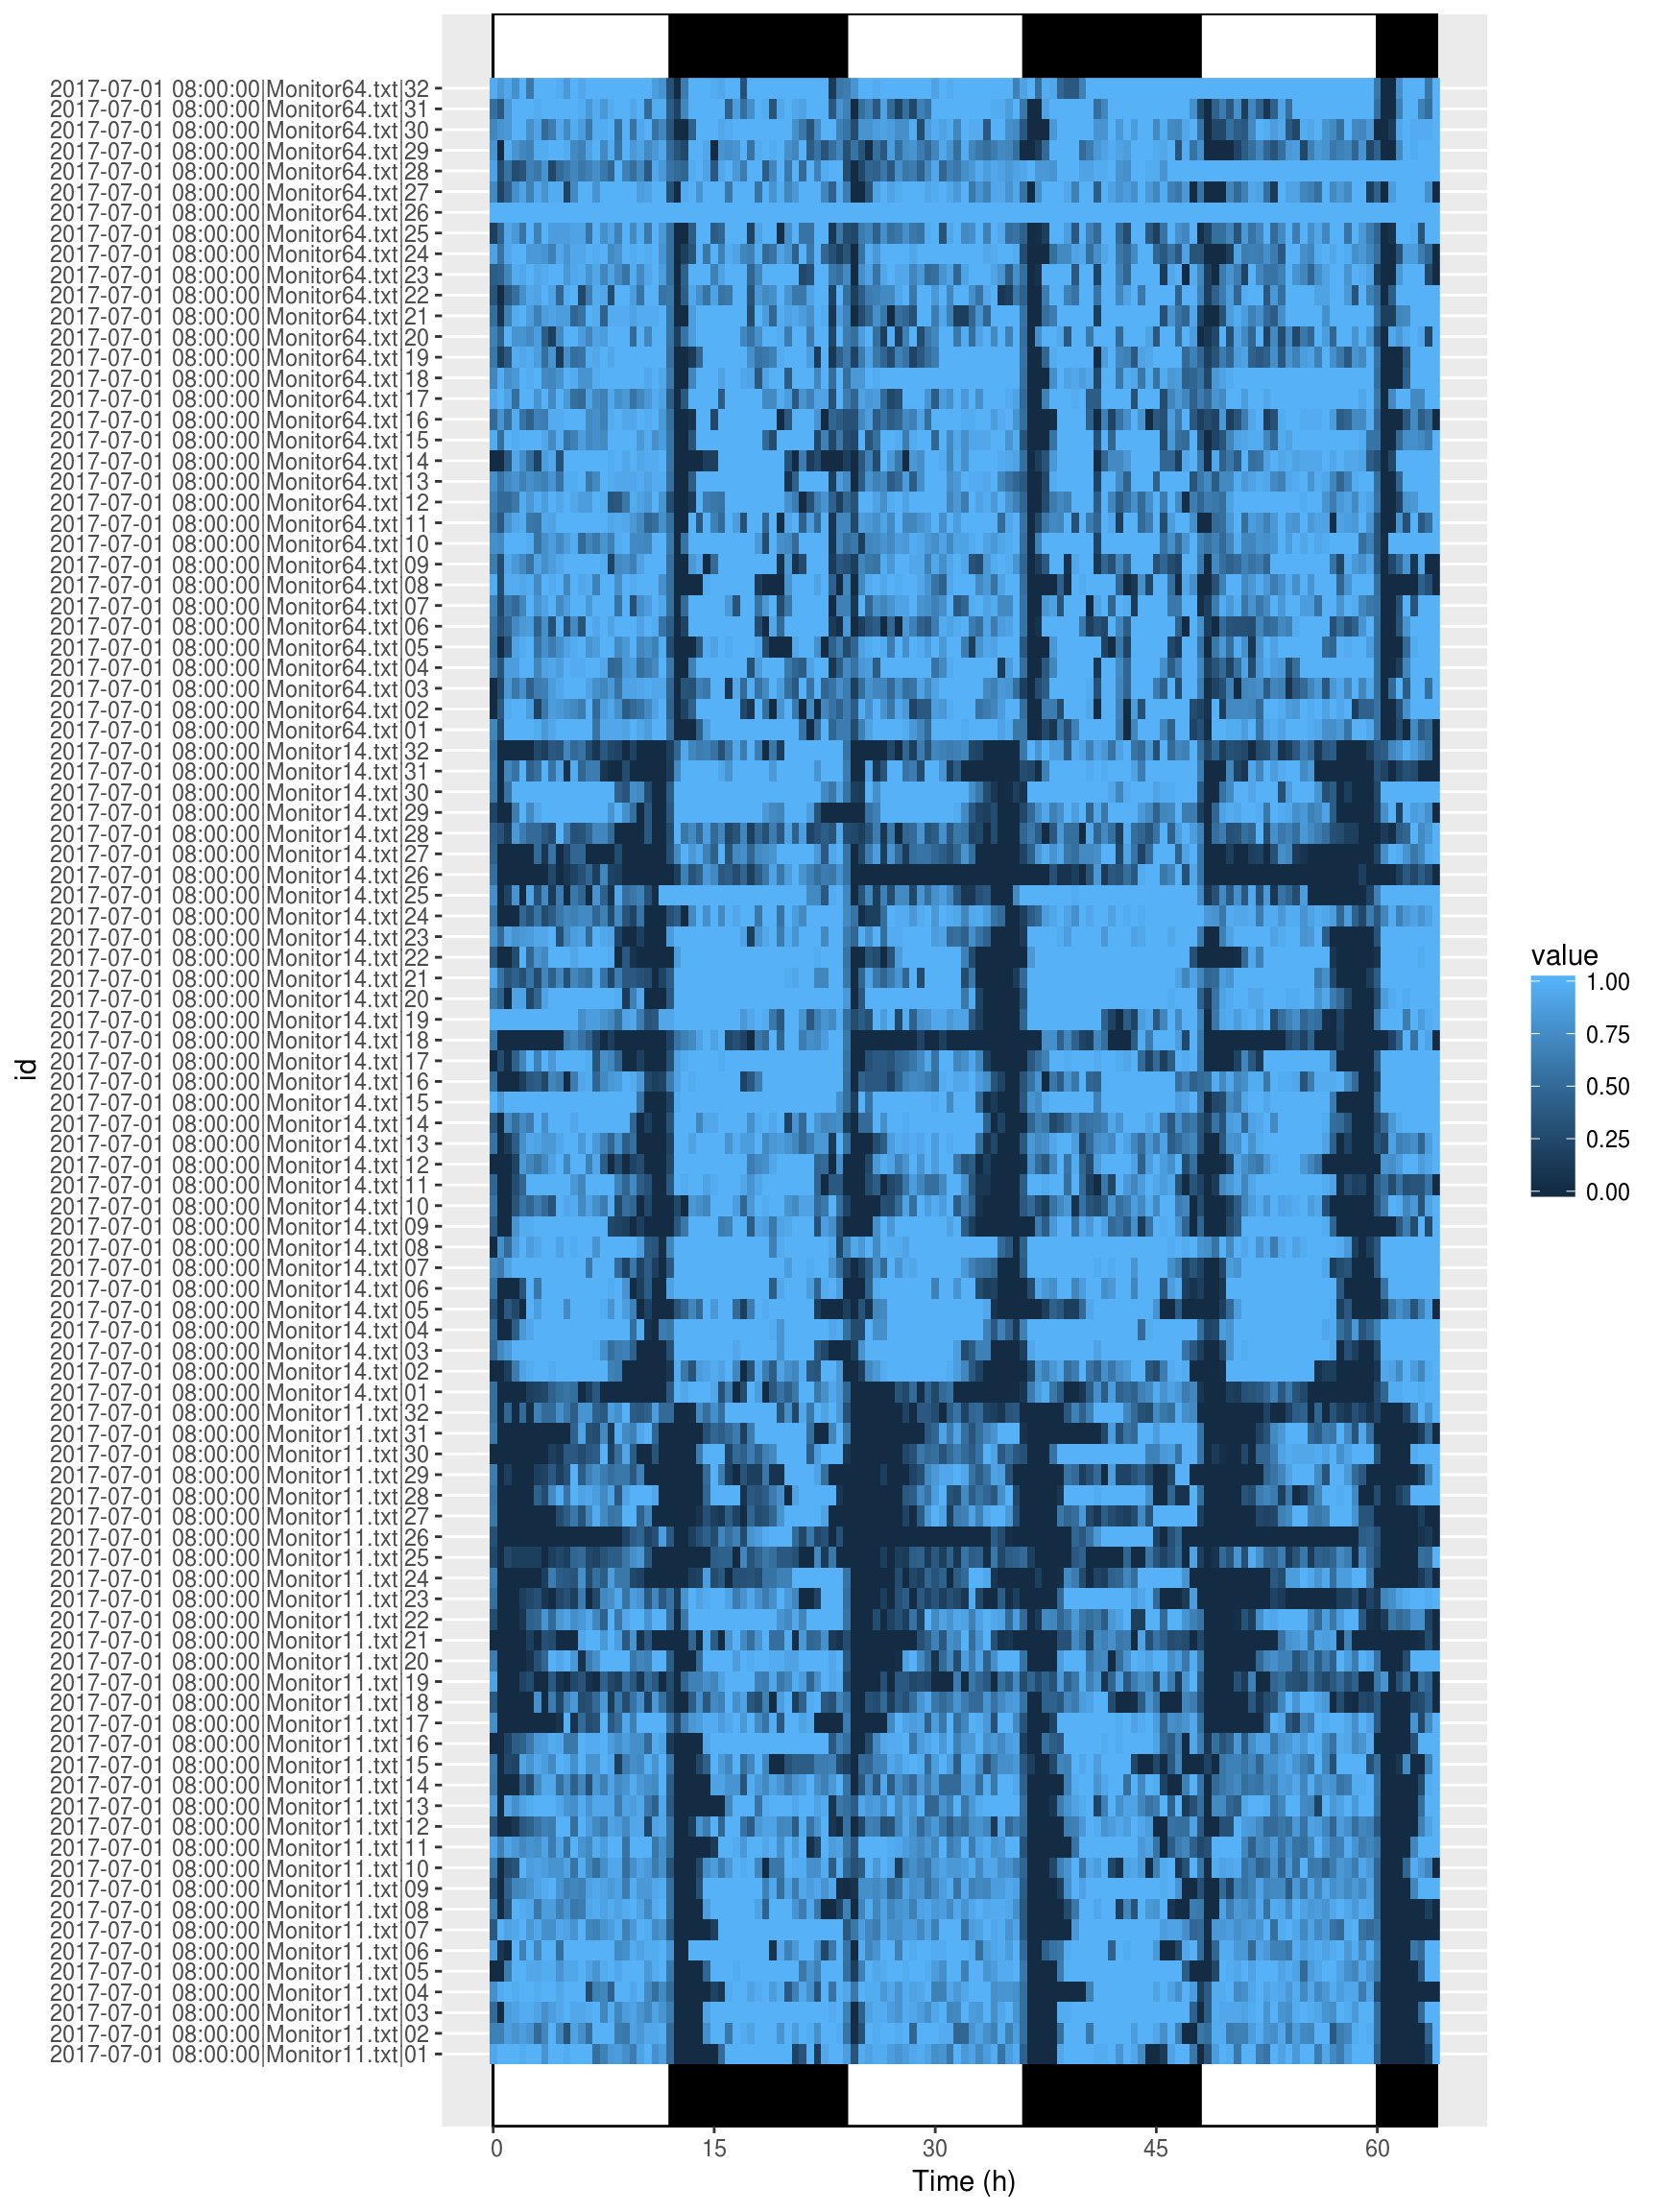 2017-07-01 08:00:00|Monitor64.txt|32
2017-07-01 08:00:00|Monitor64.txt|31
2017-07-01 08:00:00|Monitor64.txt|30
2017-07-01 08:00:00|Monitor64.txt|29
2017-07-01 08:00:00|Monitor64.txt|28
2017-07-01 08:00:00|Monitor64.txt|27
2017-07-01 08:00:00|Monitor64.txt|26
2017-07-01 08:00:00|Monitor64.txt|25
2017-07-01 08:00:00|Monitor64.txt|24
2017-07-01 08:00:00|Monitor64.txt|23
2017-07-01 08:00:00|Monitor64.txt|22
2017-07-01 08:00:00|Monitor64.txt|21
2017-07-01 08:00:00|Monitor64.txt|20
2017-07-01 08:00:00|Monitor64.txt|19
2017-07-01 08:00:00|Monitor64.txt|18
2017-07-01 08:00:00|Monitor64.txt|17
2017-07-01 08:00:00|Monitor64.txt|16
2017-07-01 08:00:00|Monitor64.txt|15
2017-07-01 08:00:00|Monitor64.txt|14
2017-07-01 08:00:00|Monitor64.txt|13
2017-07-01 08:00:00|Monitor64.txt|12
2017-07-01 08:00:00|Monitor64.txt|11
2017-07-01 08:00:00|Monitor64.txt|10
2017-07-01 08:00:00|Monitor64.txt|09
2017-07-01 08:00:00|Monitor64.txt|08
2017-07-01 08:00:00|Monitor64.txt|07
2017-07-01 08:00:00|Monitor64.txt|06
2017-07-01 08:00:00|Monitor64.txt|05
2017-07-01 08:00:00|Monitor64.txt|04
2017-07-01 08:00:00|Monitor64.txt|03
2017-07-01 08:00:00|Monitor64.txt|02
2017-07-01 08:00:00|Monitor64.txt|01
2017-07-01 08:00:00|Monitor14.txt|32
2017-07-01 08:00:00|Monitor14.txt|31
2017-07-01 08:00:00|Monitor14.txt|30
2017-07-01 08:00:00|Monitor14.txt|29
2017-07-01 08:00:00|Monitor14.txt|28
2017-07-01 08:00:00|Monitor14.txt|27
2017-07-01 08:00:00|Monitor14.txt|26
2017-07-01 08:00:00|Monitor14.txt|25
2017-07-01 08:00:00|Monitor14.txt|24
2017-07-01 08:00:00|Monitor14.txt|23
2017-07-01 08:00:00|Monitor14.txt|22
2017-07-01 08:00:00|Monitor14.txt|21
2017-07-01 08:00:00|Monitor14.txt|20
2017-07-01 08:00:00|Monitor14.txt|19
2017-07-01 08:00:00|Monitor14.txt|18
2017-07-01 08:00:00|Monitor14.txt|17
2017-07-01 08:00:00|Monitor14.txt|16
2017-07-01 08:00:00|Monitor14.txt|15
2017-07-01 08:00:00|Monitor14.txt|14
2017-07-01 08:00:00|Monitor14.txt|13
2017-07-01 08:00:00|Monitor14.txt|12
2017-07-01 08:00:00|Monitor14.txt|11
2017-07-01 08:00:00|Monitor14.txt|10
2017-07-01 08:00:00|Monitor14.txt|09
2017-07-01 08:00:00|Monitor14.txt|08
2017-07-01 08:00:00|Monitor14.txt|07
2017-07-01 08:00:00|Monitor14.txt|06
2017-07-01 08:00:00|Monitor14.txt|05
2017-07-01 08:00:00|Monitor14.txt|04
2017-07-01 08:00:00|Monitor14.txt|03
2017-07-01 08:00:00|Monitor14.txt|02
2017-07-01 08:00:00|Monitor14.txt|01
2017-07-01 08:00:00|Monitor11.txt|32
2017-07-01 08:00:00|Monitor11.txt|31
2017-07-01 08:00:00|Monitor11.txt|30
2017-07-01 08:00:00|Monitor11.txt|29
2017-07-01 08:00:00|Monitor11.txt|28
2017-07-01 08:00:00|Monitor11.txt|27
2017-07-01 08:00:00|Monitor11.txt|26
2017-07-01 08:00:00|Monitor11.txt|25
2017-07-01 08:00:00|Monitor11.txt|24
2017-07-01 08:00:00|Monitor11.txt|23
2017-07-01 08:00:00|Monitor11.txt|22
2017-07-01 08:00:00|Monitor11.txt|21
2017-07-01 08:00:00|Monitor11.txt|20
2017-07-01 08:00:00|Monitor11.txt|19
2017-07-01 08:00:00|Monitor11.txt|18
2017-07-01 08:00:00|Monitor11.txt|17
2017-07-01 08:00:00|Monitor11.txt|16
2017-07-01 08:00:00|Monitor11.txt|15
2017-07-01 08:00:00|Monitor11.txt|14
2017-07-01 08:00:00|Monitor11.txt|13
2017-07-01 08:00:00|Monitor11.txt|12
2017-07-01 08:00:00|Monitor11.txt|11
2017-07-01 08:00:00|Monitor11.txt|10
2017-07-01 08:00:00|Monitor11.txt|09
2017-07-01 08:00:00|Monitor11.txt|08
2017-07-01 08:00:00|Monitor11.txt|07
2017-07-01 08:00:00|Monitor11.txt|06
2017-07-01 08:00:00|Monitor11.txt|05
2017-07-01 08:00:00|Monitor11.txt|04
2017-07-01 08:00:00|Monitor11.txt|03
2017-07-01 08:00:00|Monitor11.txt|02
2017-07-01 08:00:00|Monitor11.txt|01
id
0 15 30 45 60
Time (h)
value
1.00
0.75
0.50
0.25
0.00